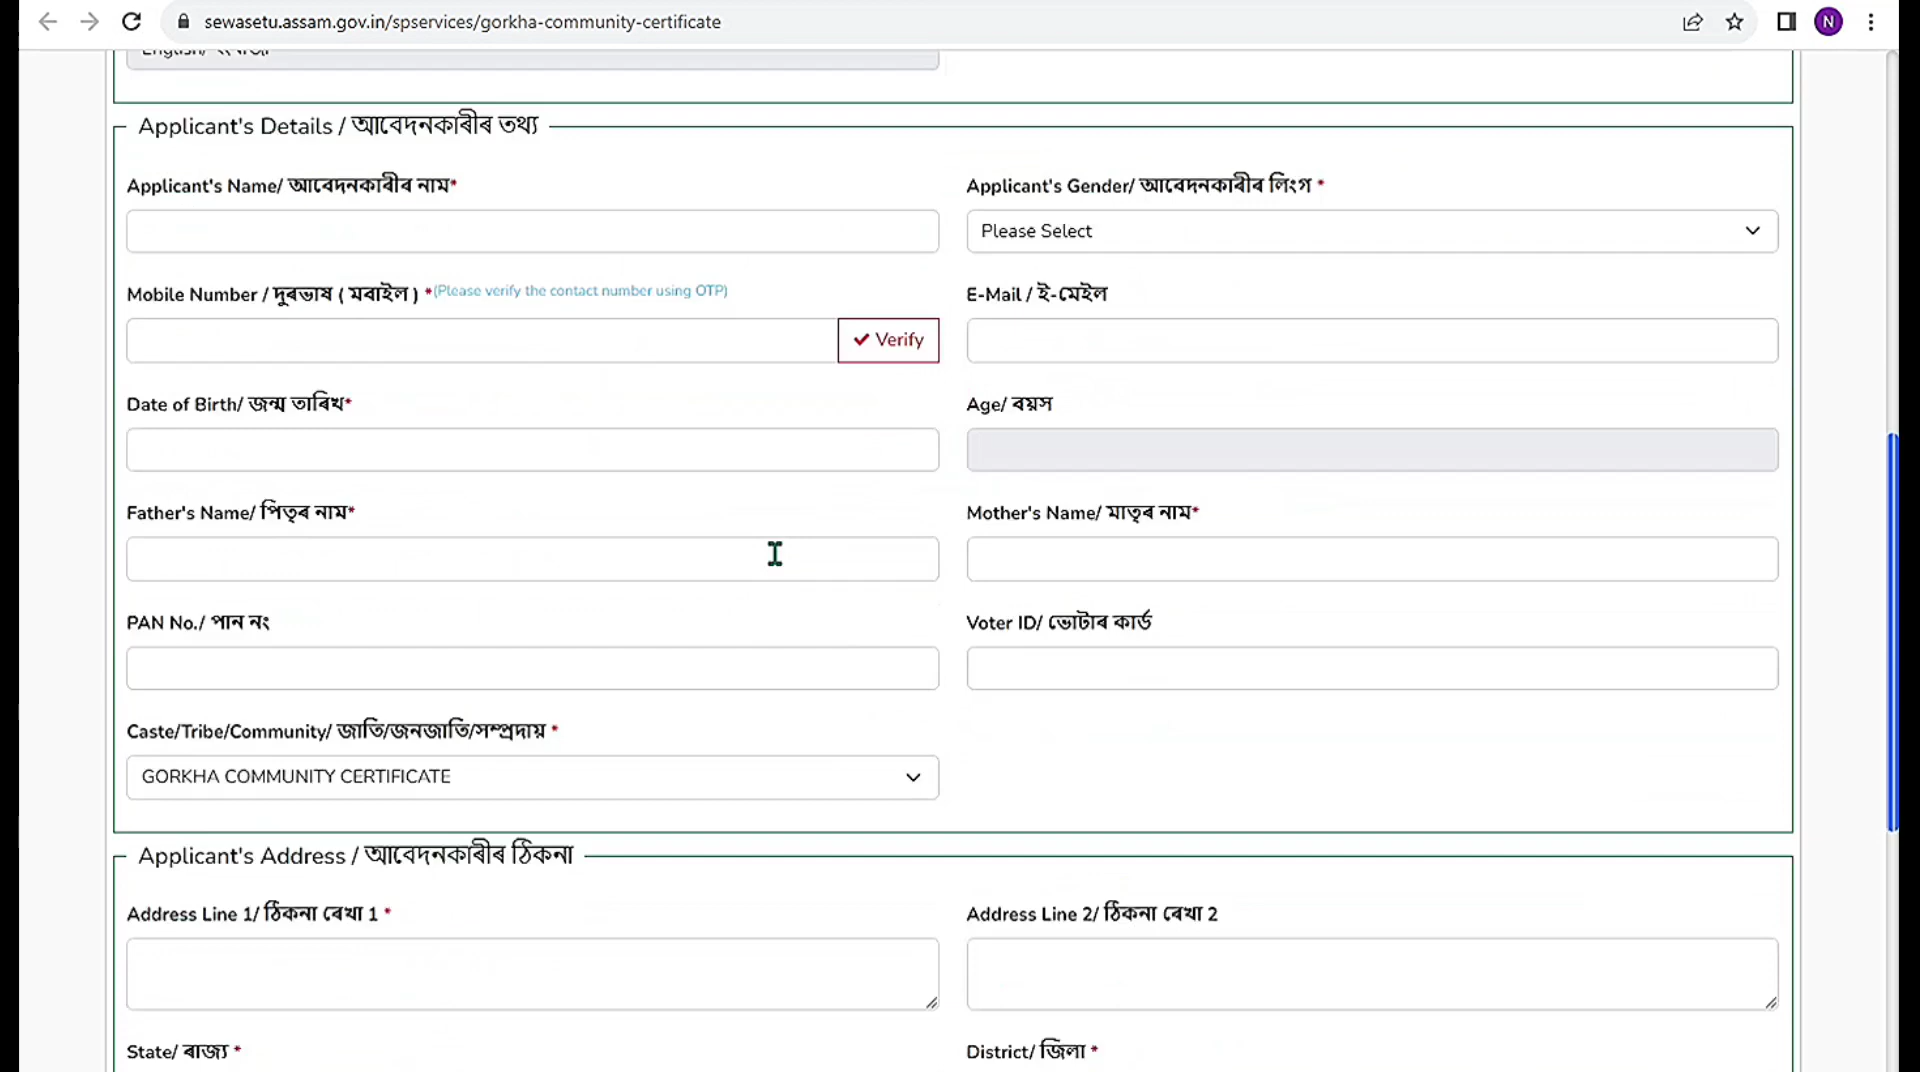 sewasetu.assam.gov.in/spservices/gorkha-community-certificate
N
English/ ইংৰাজী
Applicant's Details / আবেদনকাৰীৰ তথ্য
Applicant's Name/ আবেদনকাৰীৰ নাম*
Applicant's Gender/ আবেদনকাৰীৰ লিংগ *
Please Select
Mobile Number / দুৰভাষ ( মবাইল ) *(Please verify the contact number using OTP)
E-Mail / ই-মেইল
Verify
Date of Birth/ জন্ম তাৰিখ*
Age/ বয়স
Father's Name/ পিতৃৰ নাম*
Mother's Name/ মাতৃৰ নাম*
PAN No./ পান নং
Voter ID/ ভোটাৰ কাৰ্ড
Caste/Tribe/Community/ জাতি/জনজাতি/সম্প্ৰদায় *
GORKHA COMMUNITY CERTIFICATE
Applicant's Address / আবেদনকাৰীৰ ঠিকনা
Address Line 1/ ঠিকনা ৰেখা 1 *
Address Line 2/ ঠিকনা ৰেখা 2
State/ ৰাজ্য *
District/ জিলা *